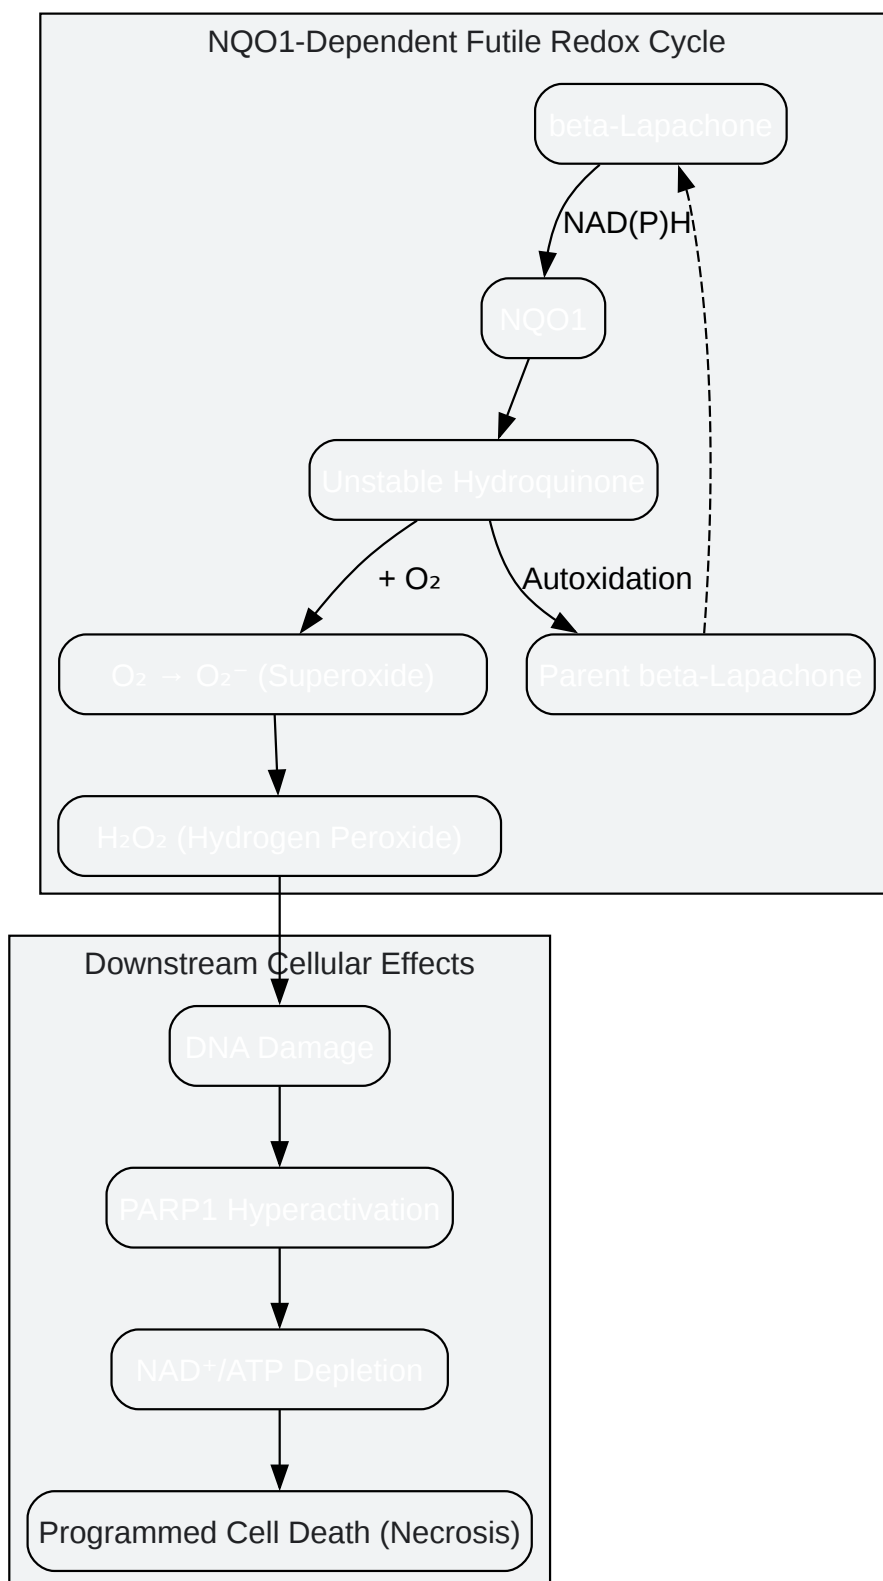 NQO1-Dependent Futile Redox Cycle
beta-Lapachone
NAD(P)H
NQO1
Unstable Hydroquinone
+ O₂
Autoxidation
O₂ → O₂⁻ (Superoxide)
Parent beta-Lapachone
H₂O₂ (Hydrogen Peroxide)
Downstream Cellular Effects
DNA Damage
PARP1 Hyperactivation
NAD⁺/ATP Depletion
Programmed Cell Death (Necrosis)